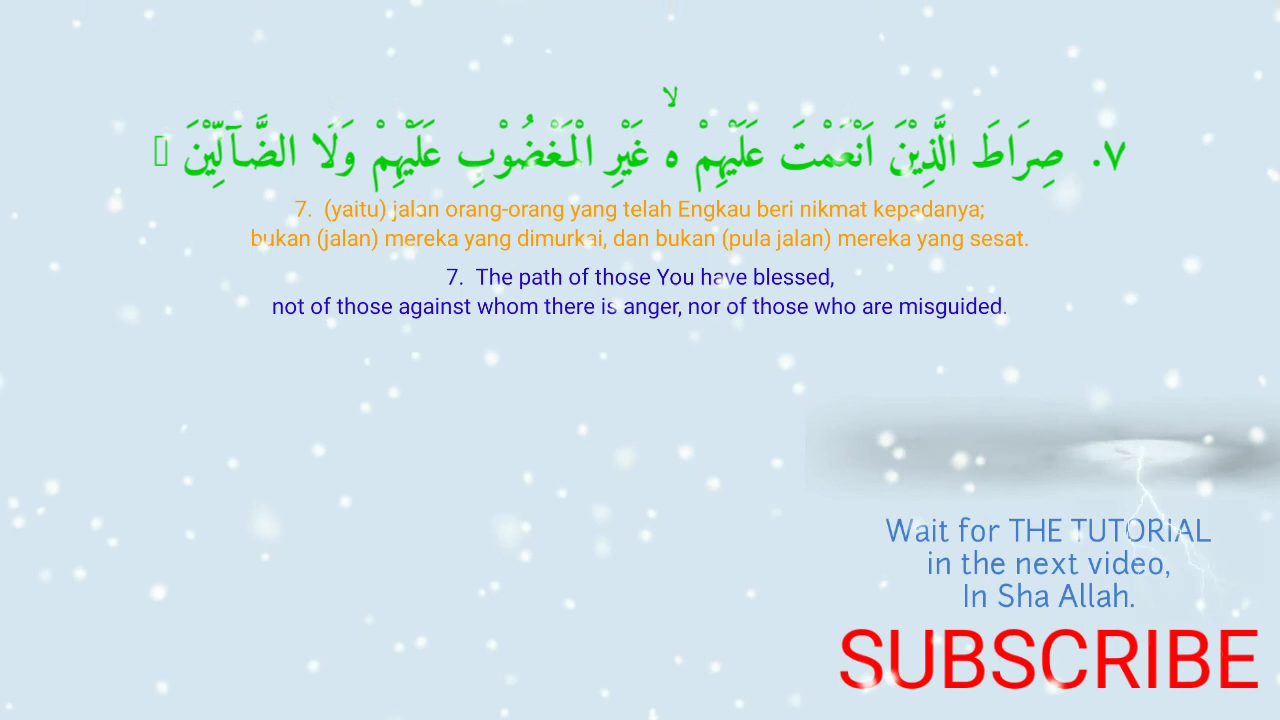 ٧. صِرَاطَ الَّذِيْنَ اَنْعَمْتَ عَلَيْهِمْ ەۙ غَيْرِ الْمَغْضُوْبِ عَلَيْهِمْ وَلَا الضَّاۤلِّيْنَ
7. (yaitu) jalan orang-orang yang telah Engkau beri nikmat kepadanya;
bukan (jalan) mereka yang dimurkai, dan bukan (pula jalan) mereka yang sesat.
7. The path of those You have blessed,
not of those against whom there is anger, nor of those who are misguided.
Wait for THE TUTORIAL
in the next video,
In Sha Allah.
SUBSCRIBE